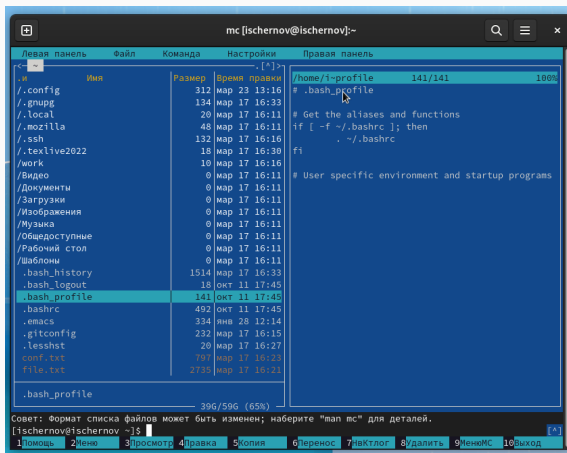 mc [ischernov@ischernov]:~
Левая панель Файл Команда Настройки Правая панель
<- ~ .[^]>
.и Имя Размер Время правки
/.config 312 мар 23 13:16
/.gnupg 134 мар 17 16:33
/.local 20 мар 17 16:11
/.mozilla 48 мар 17 16:11
/.ssh 132 мар 17 16:16
/.texlive2022 18 мар 17 16:30
/work 10 мар 17 16:16
/Видео 0 мар 17 16:11
/Документы 0 мар 17 16:11
/Загрузки 0 мар 17 16:11
/Изображения 0 мар 17 16:11
/Музыка 0 мар 17 16:11
/Общедоступные 0 мар 17 16:11
/Рабочий стол 0 мар 17 16:11
/Шаблоны 0 мар 17 16:11
.bash_history 1514 мар 17 16:33
.bash_logout 18 окт 11 17:45
.bash_profile 141 окт 11 17:45
.bashrc 492 окт 11 17:45
.emacs 334 янв 28 12:14
.gitconfig 232 мар 17 16:15
.lesshst 20 мар 17 16:27
conf.txt 797 мар 17 16:23
file.txt 2735 мар 17 16:21
.bash_profile
39G/59G (65%)
/home/i~profile 141/141 100%
# .bash_profile
# Get the aliases and functions
if [ -f ~/.bashrc ]; then
. ~/.bashrc
fi
# User specific environment and startup programs
Совет: Формат списка файлов может быть изменен; наберите "man mc" для деталей.
[ischernov@ischernov ~]$ [^]
1Помощь 2Меню 3Просмотр 4Правка 5Копия 6Перенос 7НвКтлог 8Удалить 9МенюMC 10Выход